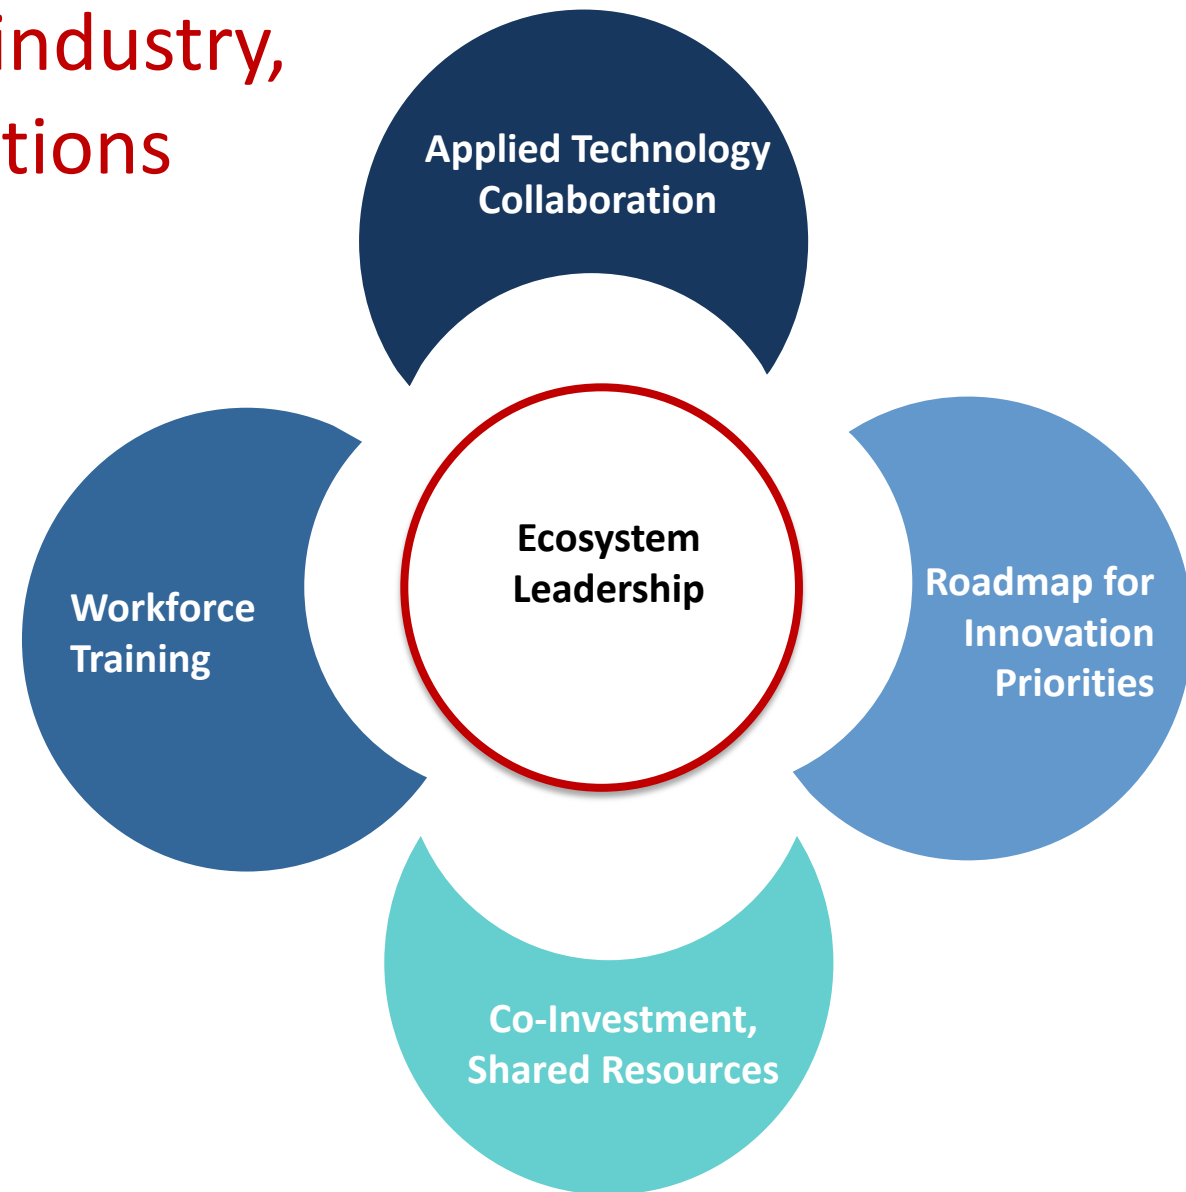 industry,
tions
Applied Technology
Collaboration
Ecosystem
Leadership
Workforce
Training
Roadmap for
Innovation
Priorities
Co-Investment,
Shared Resources